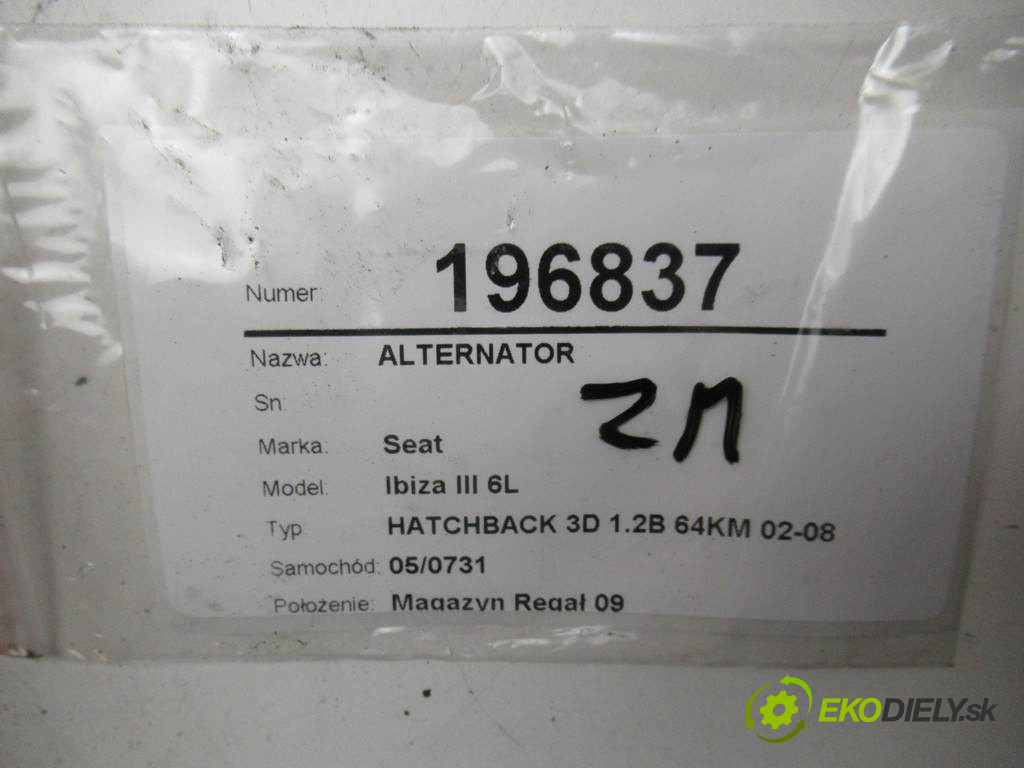 Numer: 196837
Nazwa: ALTERNATOR
Sn:
Marka: Seat
Model: Ibiza III 6L
Typ HATCHBACK 3D 1.2B 64KM 02-08
Samochód: 05/0731
Położenie: Magazyn Regał 09
EKODIELY.sk